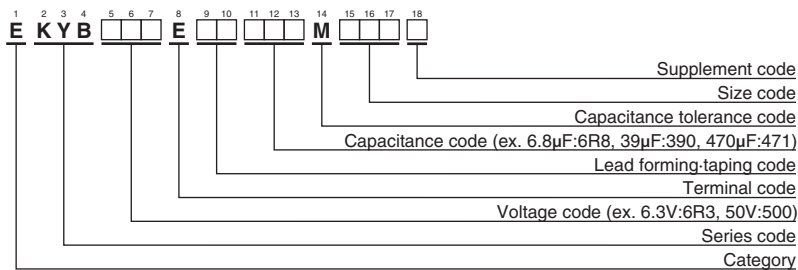 1 2 3 4 5 6 7 8 9 10 11 12 13 14 15 16 17 18
E K Y B E M
Supplement code
Size code
Capacitance tolerance code
Capacitance code (ex. 6.8µF:6R8, 39µF:390, 470µF:471)
Lead forming·taping code
Terminal code
Voltage code (ex. 6.3V:6R3, 50V:500)
Series code
Category